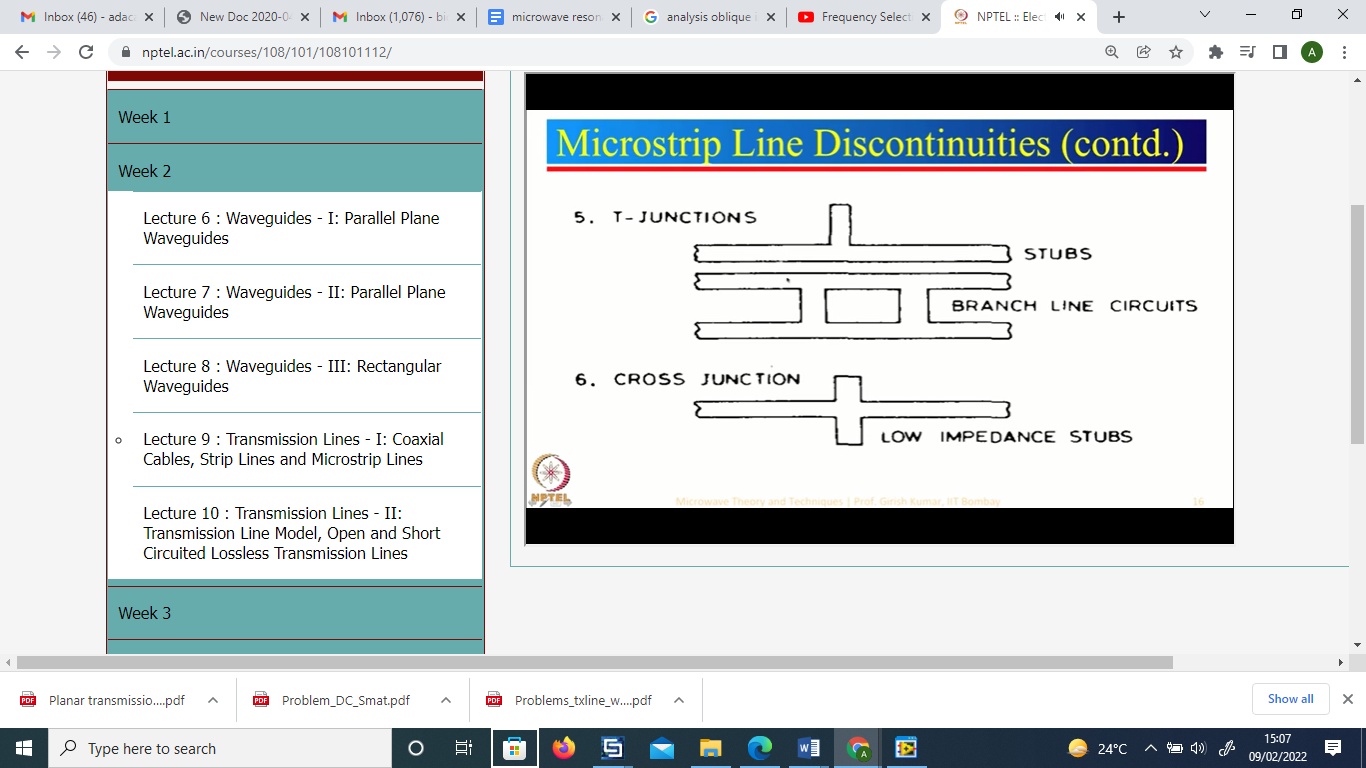 Inbox (46) - adac
New Doc 2020-0
Inbox (1,076) - bi
microwave reson
analysis oblique i
Frequency Select
NPTEL :: Elec
nptel.ac.in/courses/108/101/108101112/
A
Week 1
Week 2
Lecture 6 : Waveguides - I: Parallel Plane
Waveguides
Lecture 7 : Waveguides - II: Parallel Plane
Waveguides
Lecture 8 : Waveguides - III: Rectangular
Waveguides
Lecture 9 : Transmission Lines - I: Coaxial
Cables, Strip Lines and Microstrip Lines
Lecture 10 : Transmission Lines - II:
Transmission Line Model, Open and Short
Circuited Lossless Transmission Lines
Week 3
Microstrip Line Discontinuities (contd.)
5. T-JUNCTIONS
STUBS
BRANCH LINE CIRCUITS
6. CROSS JUNCTION
LOW IMPEDANCE STUBS
NPTEL
Microwave Theory and Techniques | Prof. Girish Kumar, IIT Bombay
16
PDF Planar transmissio....pdf
PDF Problem_DC_Smat.pdf
PDF Problems_txline_w....pdf
Show all
Type here to search
24°C
15:07
09/02/2022